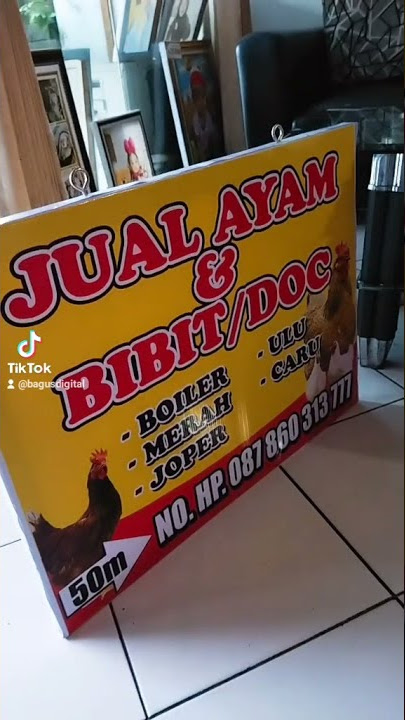 JUAL AYAM
&
BIBIT/DOC
- BOILER
- MERAH
- JOPER
- ULU
- CARU
NO. HP. 087 860 313 777
50m
TikTok
@bagusdigital